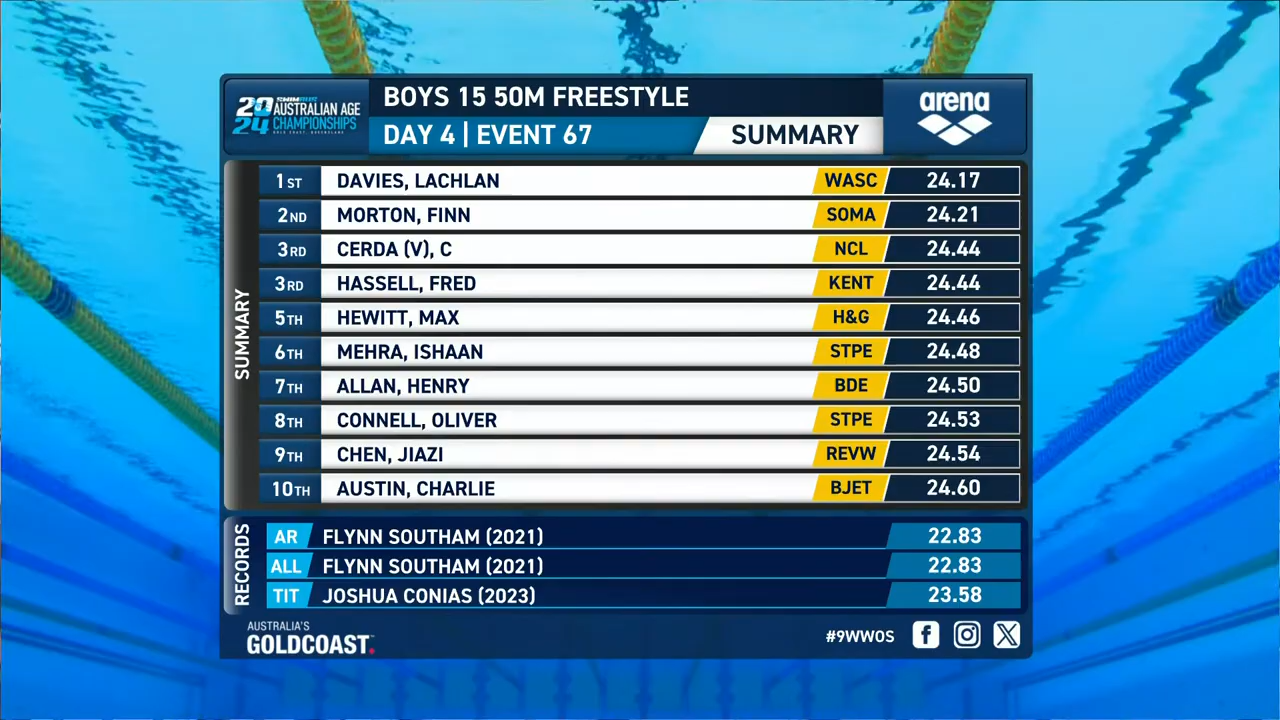 2024 AUSTRALIAN AGE
CHAMPIONSHIPS
BOYS 15 50M FREESTYLE
DAY 4 | EVENT 67
SUMMARY
arena
SUMMARY
1ST DAVIES, LACHLAN WASC 24.17
2ND MORTON, FINN SOMA 24.21
3RD CERDA (V), C NCL 24.44
3RD HASSELL, FRED KENT 24.44
5TH HEWITT, MAX H&G 24.46
6TH MEHRA, ISHAAN STPE 24.48
7TH ALLAN, HENRY BDE 24.50
8TH CONNELL, OLIVER STPE 24.53
9TH CHEN, JIAZI REVW 24.54
10TH AUSTIN, CHARLIE BJET 24.60
RECORDS
AR FLYNN SOUTHAM (2021) 22.83
ALL FLYNN SOUTHAM (2021) 22.83
TIT JOSHUA CONIAS (2023) 23.58
AUSTRALIA'S
GOLDCOAST.
#9WWOS